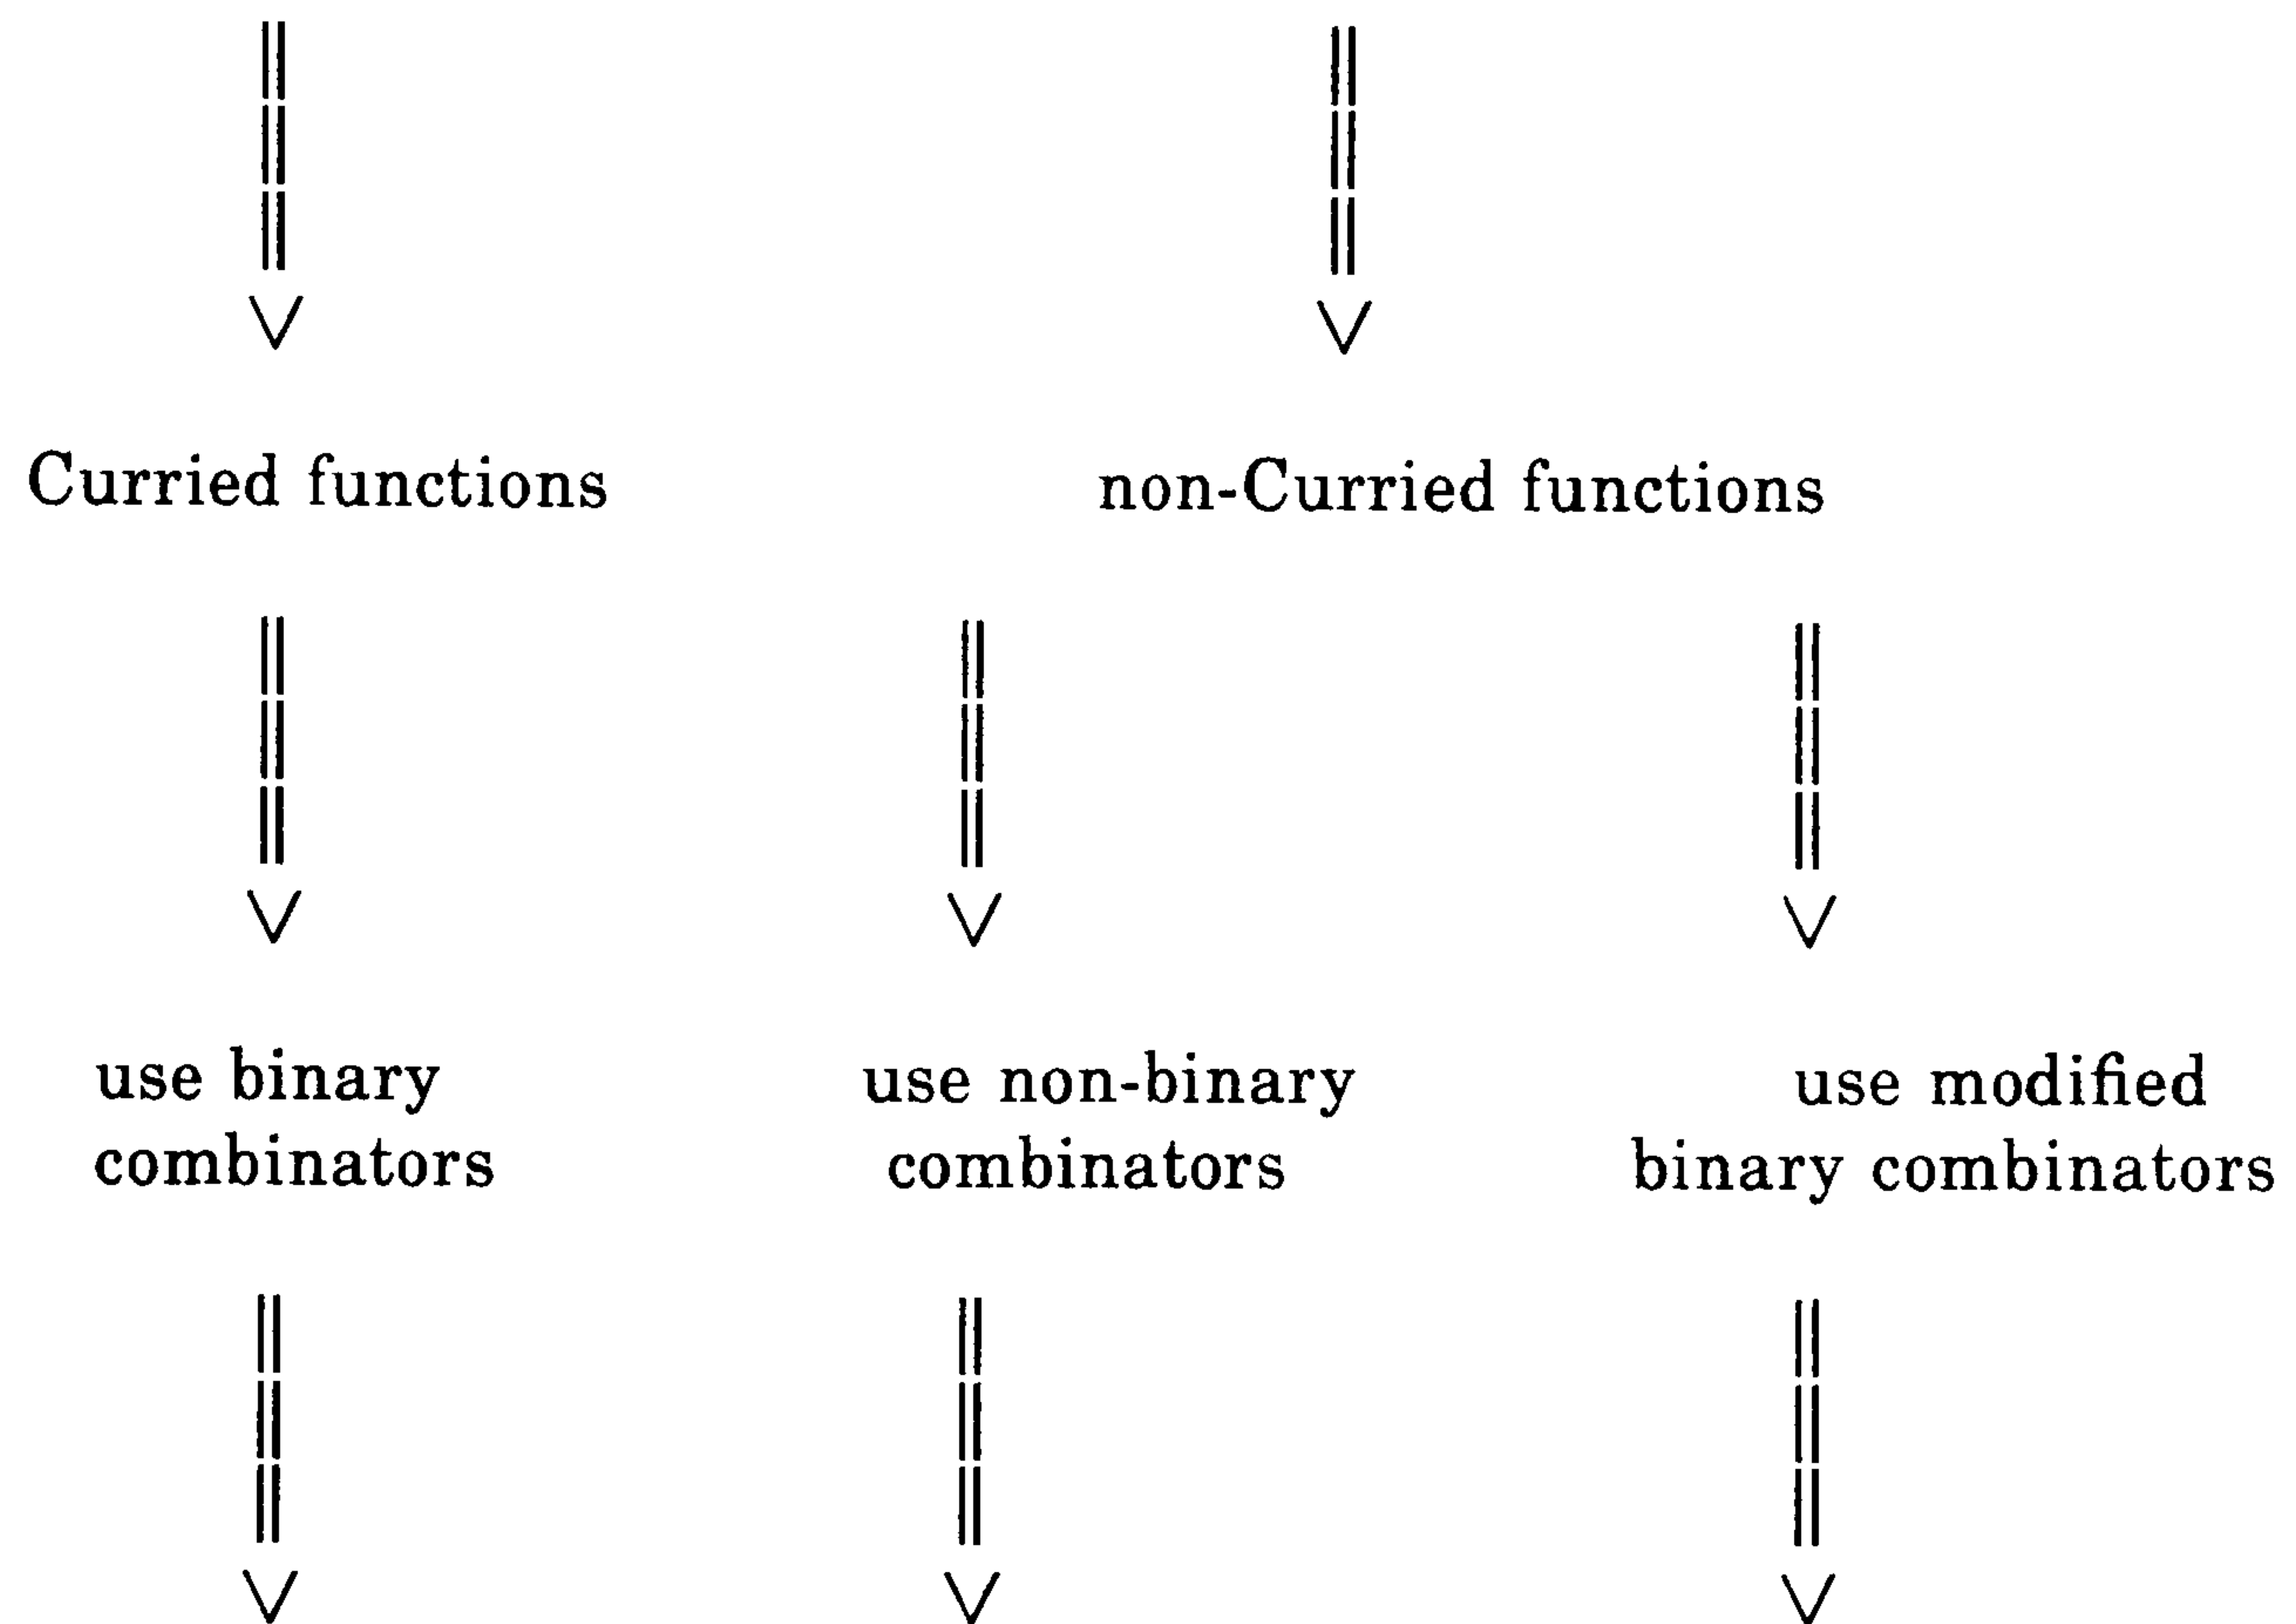 Curried functions
non-Curried functions
use binary
combinators
use non-binary
combinators
use modified
binary combinators